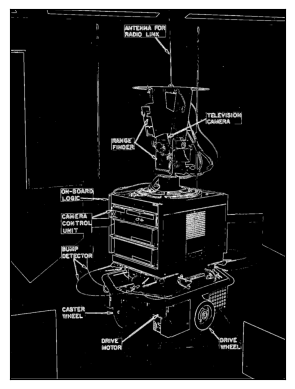 ANTENNA FOR
RADIO LINK
TELEVISION
CAMERA
RANGE
FINDER
ON-BOARD
LOGIC
CAMERA
CONTROL
UNIT
BUMP
DETECTOR
CASTER
WHEEL
DRIVE
MOTOR
DRIVE
WHEEL